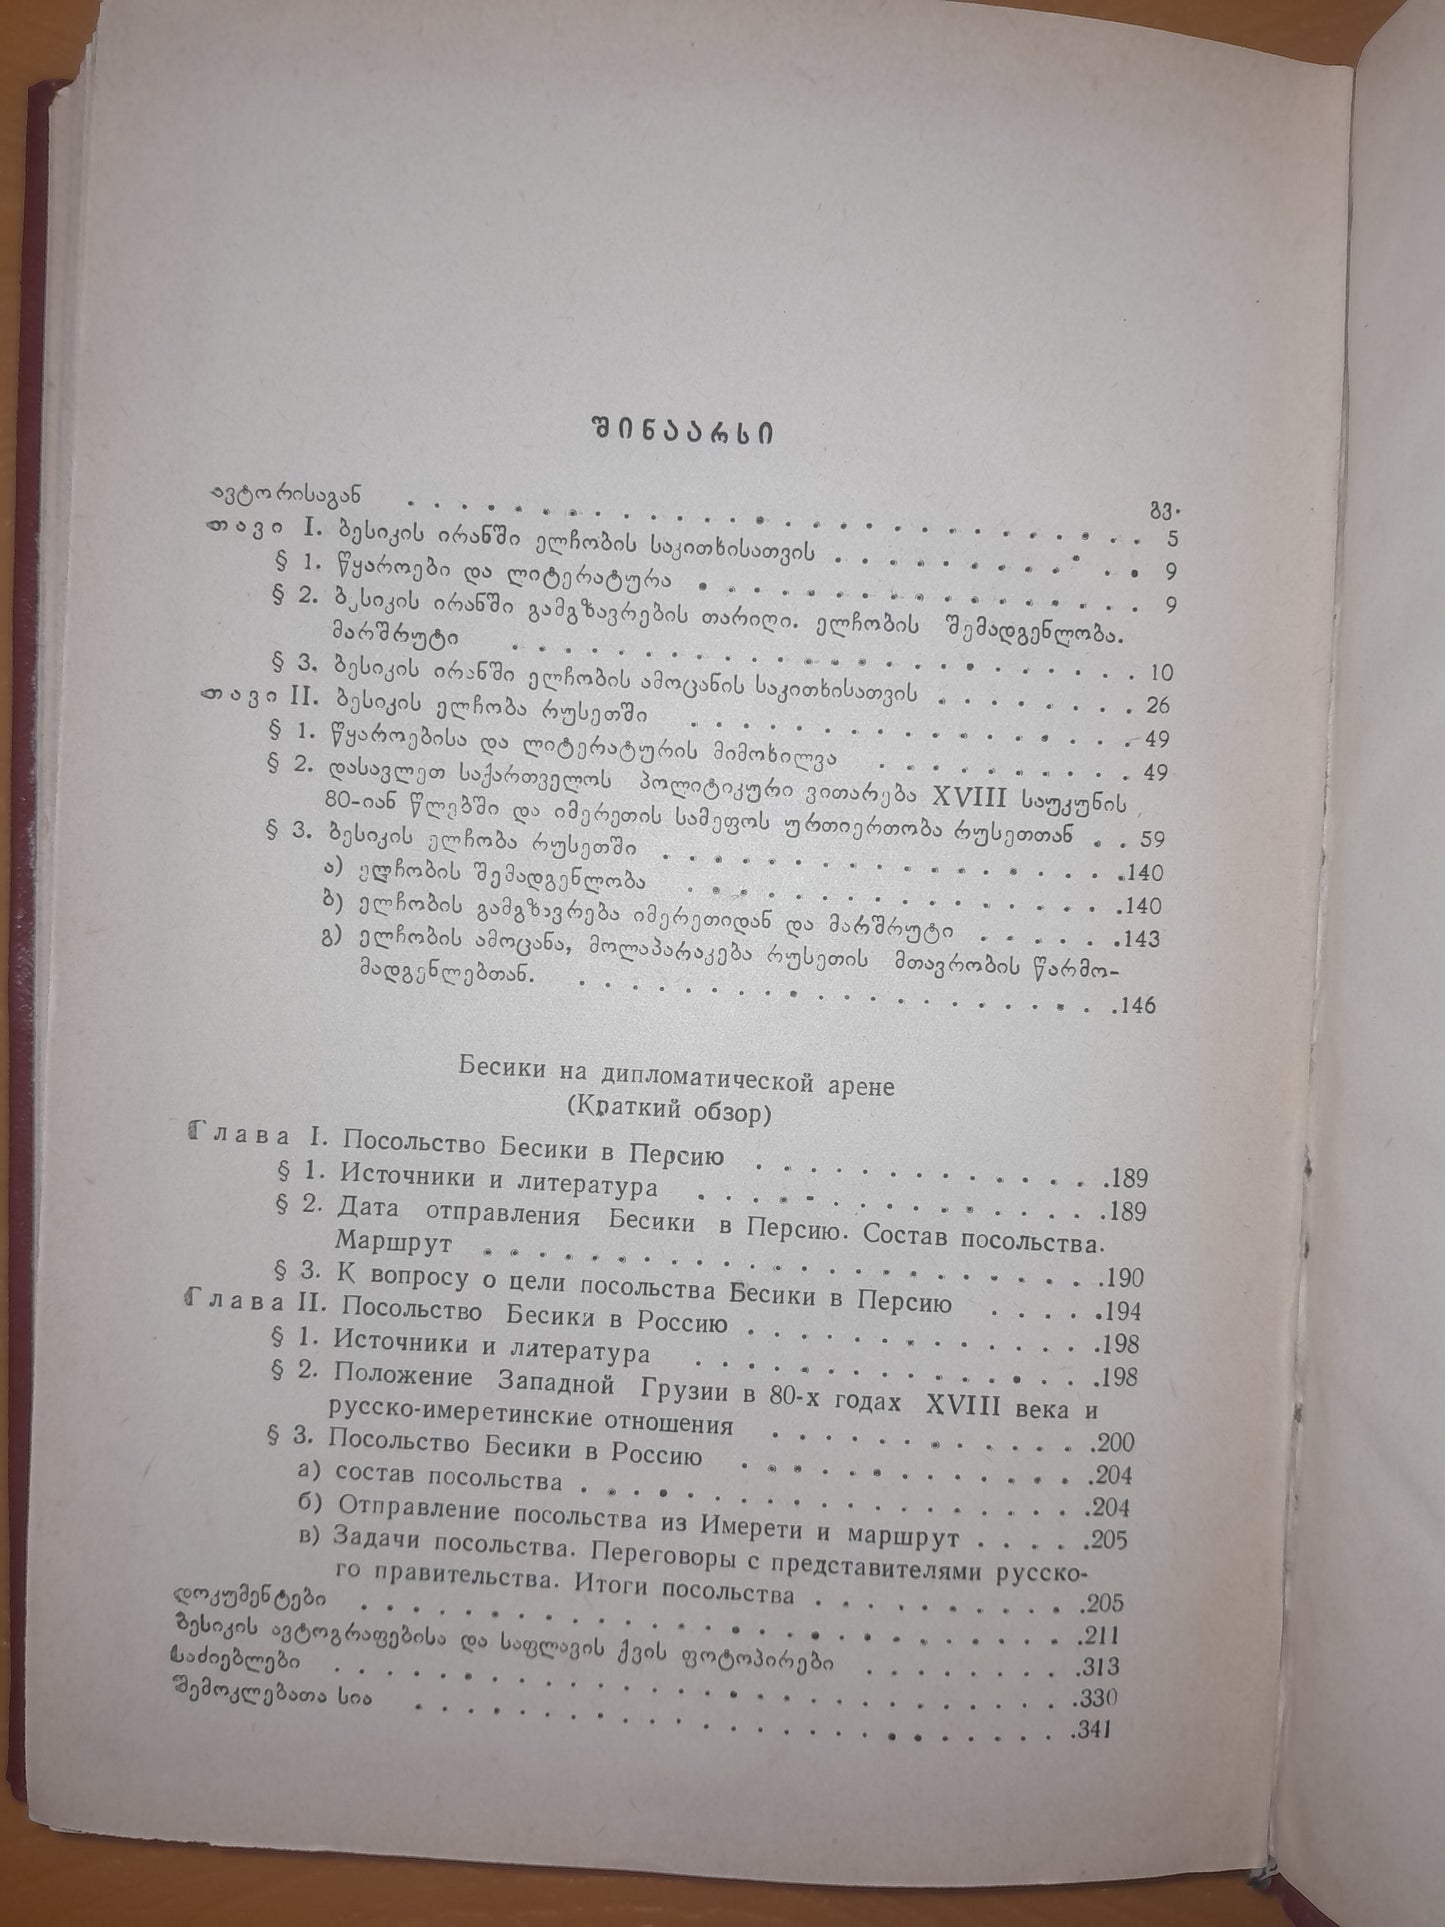 შინაარსი
გვ.
ავტორისაგან . . . . . . . . . . 5
თავი I. ბესიკის ირანში ელჩობის საკითხისათვის . . . . . . . . . . 9
§ 1. წყაროები და ლიტერატურა . . . . . . . . . . 9
§ 2. ბესიკის ირანში გამგზავრების თარიღი. ელჩობის შემადგენლობა.
მარშრუტი . . . . . . . . . . 10
§ 3. ბესიკის ირანში ელჩობის ამოცანის საკითხისათვის . . . . . . . . 26
თავი II. ბესიკის ელჩობა რუსეთში . . . . . . . . . . 49
§ 1. წყაროებისა და ლიტერატურის მიმოხილვა . . . . . . . . . . 49
§ 2. დასავლეთ საქართველოს პოლიტიკური ვითარება XVIII საუკუნის
80-იან წლებში და იმერეთის სამეფოს ურთიერთობა რუსეთთან . . 59
§ 3. ბესიკის ელჩობა რუსეთში . . . . . . . . . . 140
ა) ელჩობის შემადგენლობა . . . . . . . . . . 140
ბ) ელჩობის გამგზავრება იმერეთიდან და მარშრუტი . . . . . . 143
გ) ელჩობის ამოცანა, მოლაპარაკება რუსეთის მთავრობის წარმო-
მადგენლებთან. . . . . . . . . . . 146
Бесики на дипломатической арене
(Краткий обзор)
Глава I. Посольство Бесики в Персию . . . . . . . . . . 189
§ 1. Источники и литература . . . . . . . . . . 189
§ 2. Дата отправления Бесики в Персию. Состав посольства.
Маршрут . . . . . . . . . . 190
§ 3. К вопросу о цели посольства Бесики в Персию . . . . . 194
Глава II. Посольство Бесики в Россию . . . . . . . . . . 198
§ 1. Источники и литература . . . . . . . . . . 198
§ 2. Положение Западной Грузии в 80-х годах XVIII века и
русско-имеретинские отношения . . . . . . . . . . 200
§ 3. Посольство Бесики в Россию . . . . . . . . . . 204
а) состав посольства . . . . . . . . . . 204
б) Отправление посольства из Имерети и маршрут . . . . . 205
в) Задачи посольства. Переговоры с представителями русско-
го правительства. Итоги посольства . . . . . . . . . . 205
დოკუმენტები . . . . . . . . . . 211
ბესიკის ავტოგრაფებისა და საფლავის ქვის ფოტოპირები . . . . . . . . . 313
საძიებლები . . . . . . . . . . 330
შემოკლებათა სია . . . . . . . . . . 341